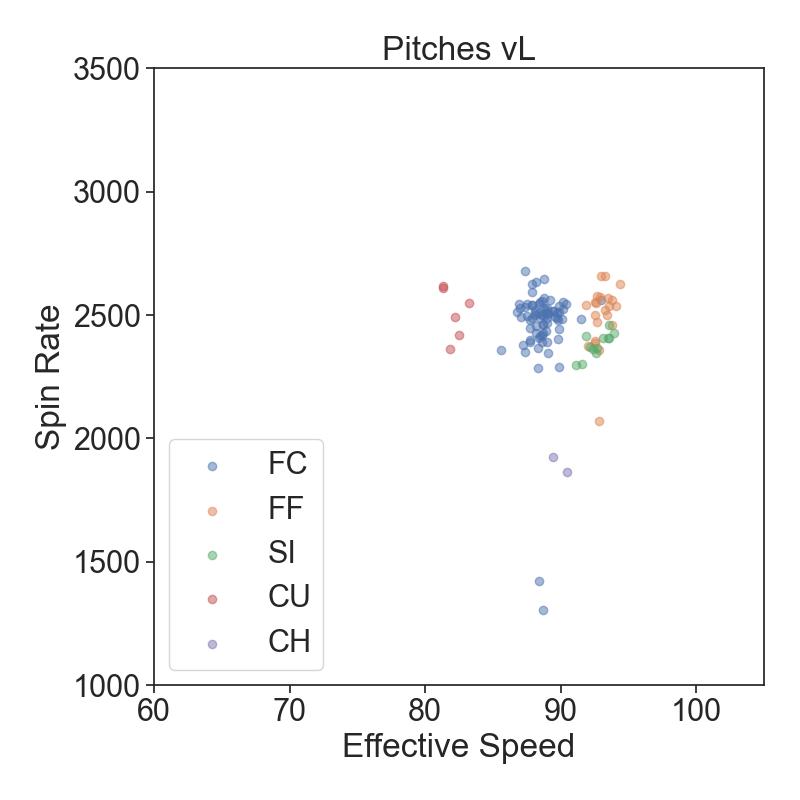 Pitches vL
3500
3000
2500
2000
1500
1000
Spin Rate
FC
FF
SI
CU
CH
60 70 80 90 100
Effective Speed